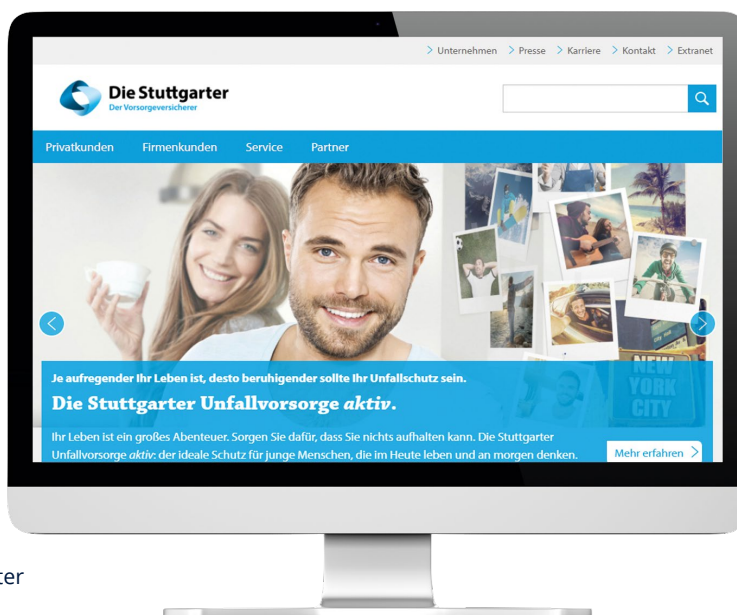 Unternehmen Presse Karriere Kontakt Extranet
Die Stuttgarter
Der Vorsorgeversicherer
Privatkunden Firmenkunden Service Partner
NEW
YORK
CITY
Je aufregender Ihr Leben ist, desto beruhigender sollte Ihr Unfallschutz sein.
Die Stuttgarter Unfallvorsorge aktiv.
Ihr Leben ist ein großes Abenteuer. Sorgen Sie dafür, dass Sie nichts aufhalten kann. Die Stuttgarter
Unfallvorsorge aktiv: der ideale Schutz für junge Menschen, die im Heute leben und an morgen denken.
Mehr erfahren
ter